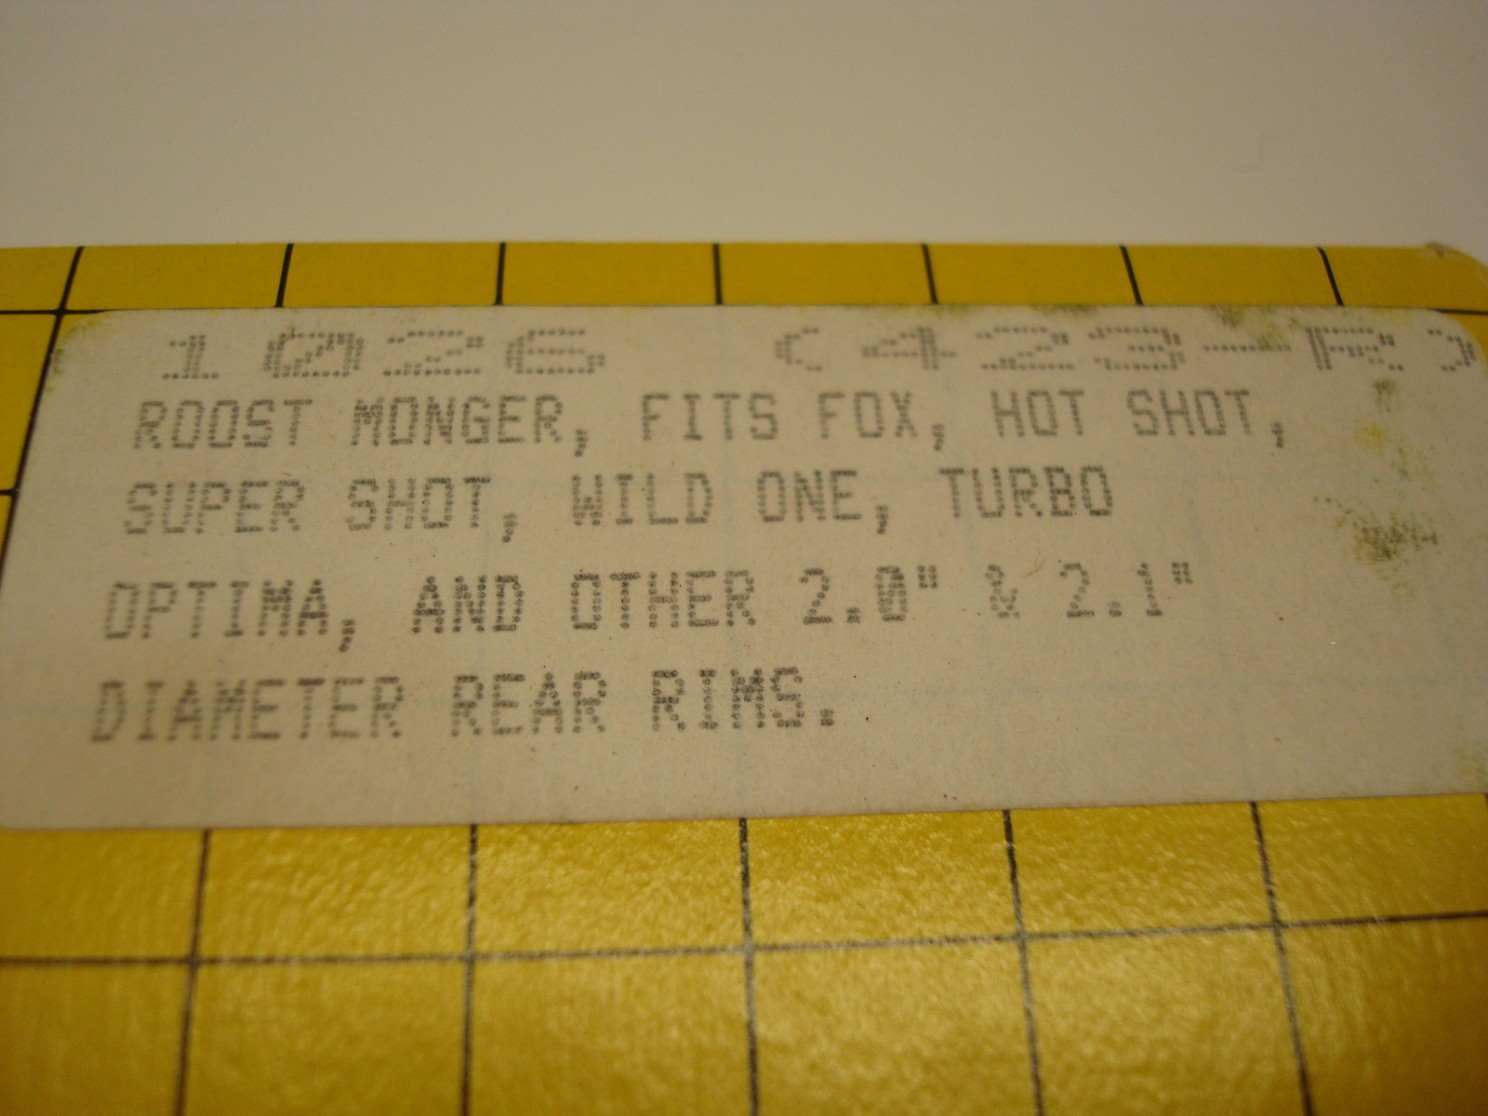 1026 (423-R)
ROOST MONGER, FITS FOX, HOT SHOT,
SUPER SHOT, WILD ONE, TURBO
OPTIMA, AND OTHER 2.0" & 2.1"
DIAMETER REAR RIMS.